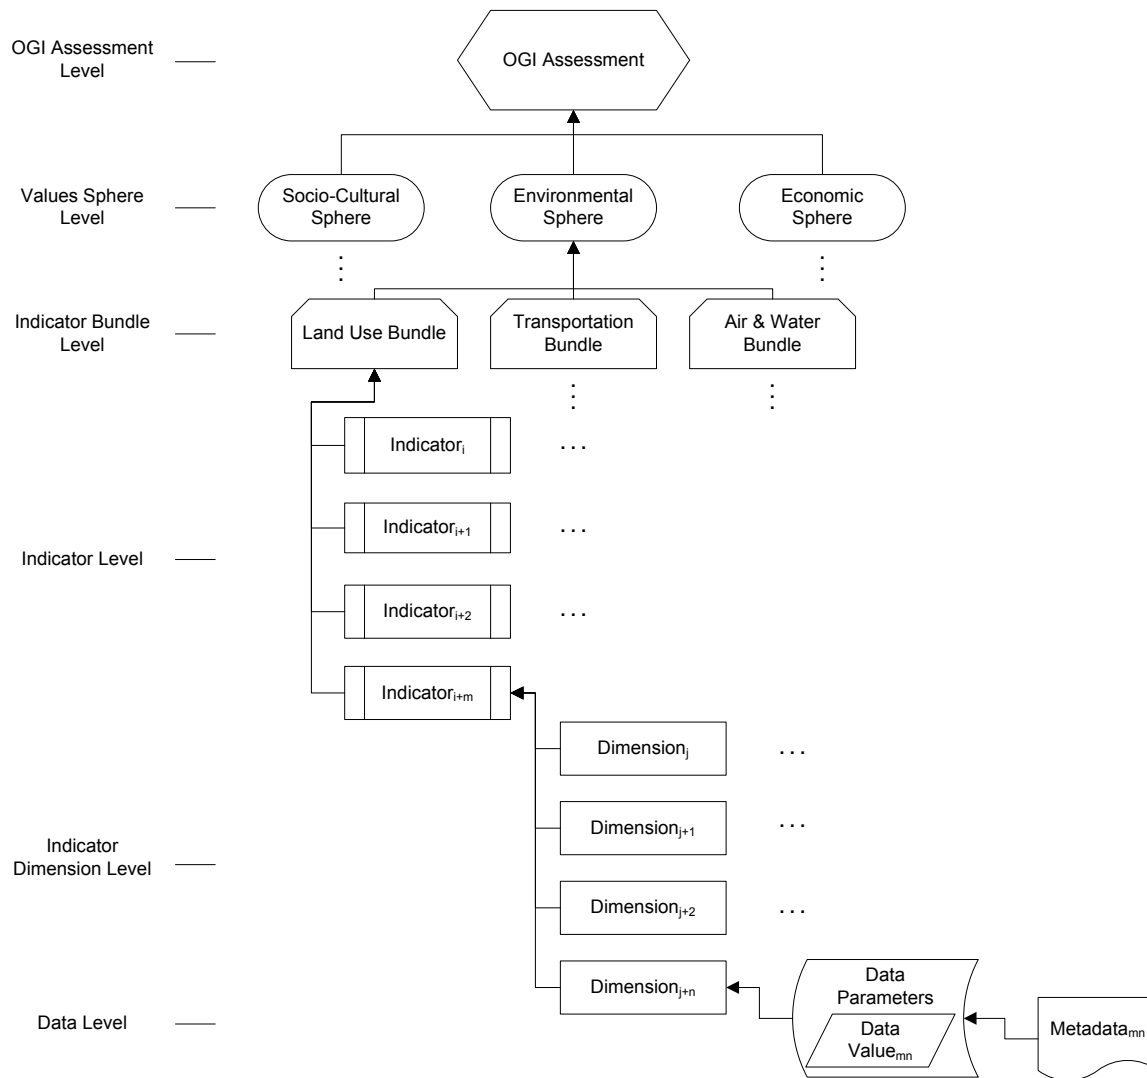 OGI Assessment
Level
OGI Assessment
Values Sphere
Level
Socio-Cultural
Sphere
Environmental
Sphere
Economic
Sphere
Indicator Bundle
Level
Land Use Bundle
Transportation
Bundle
Air & Water
Bundle
Indicator Level
Indicatorᵢ
...
Indicatorᵢ₊₁
...
Indicatorᵢ₊₂
...
Indicatorᵢ₊ₘ
Indicator
Dimension Level
Dimensionⱼ
...
Dimensionⱼ₊₁
...
Dimensionⱼ₊₂
...
Dimensionⱼ₊ₙ
Data Level
Data
Parameters
Data
Valueₘₙ
Metadataₘₙ